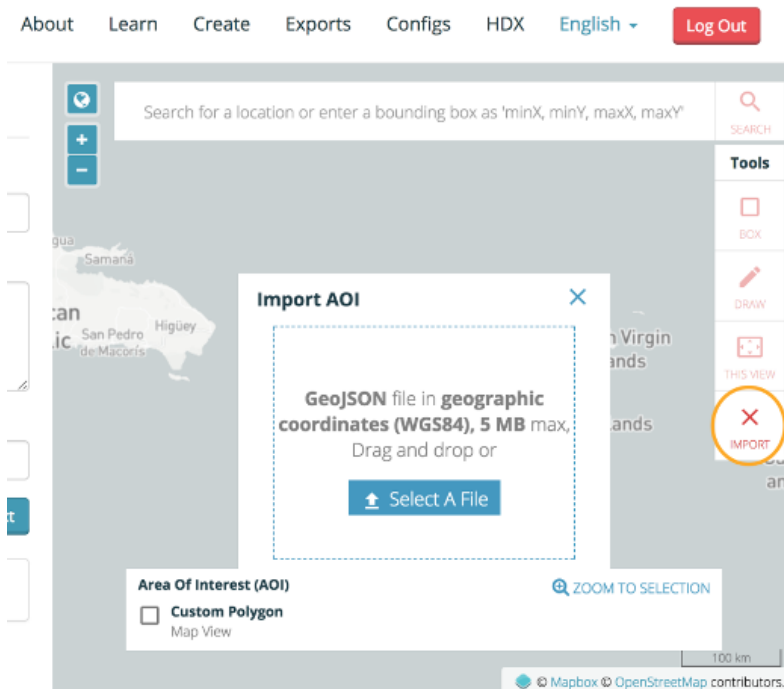 About Learn Create Exports Configs HDX English Log Out
Search for a location or enter a bounding box as 'minX, minY, maxX, maxY'
SEARCH
Tools
BOX
DRAW
THIS VIEW
IMPORT
Samaná
San Pedro
de Macorís
Higüey
Virgin
Import AOI
GeoJSON file in geographic
coordinates (WGS84), 5 MB max,
Drag and drop or
Select A File
Area Of Interest (AOI)
ZOOM TO SELECTION
Custom Polygon
Map View
100 km
© Mapbox © OpenStreetMap contributors.